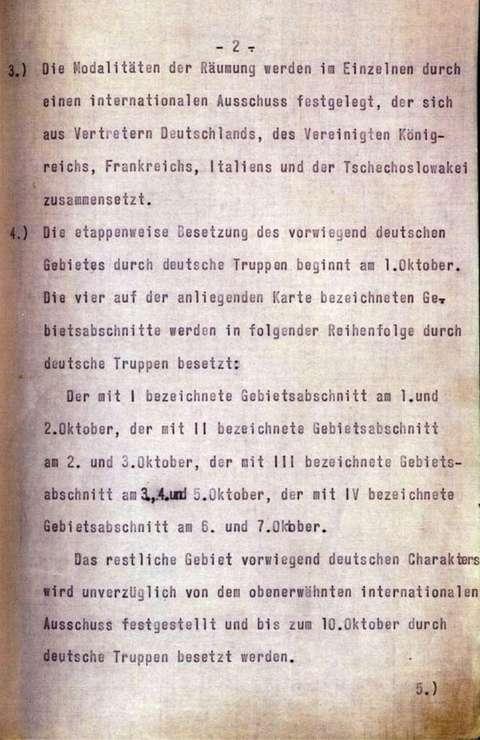 - 2 -
3.) Die Modalitäten der Räumung werden im Einzelnen durch
einen internationalen Ausschuss festgelegt, der sich
aus Vertretern Deutschlands, des Vereinigten König-
reichs, Frankreichs, Italiens und der Tschechoslowakei
zusammensetzt.
4.) Die etappenweise Besetzung des vorwiegend deutschen
Gebietes durch deutsche Truppen beginnt am 1.Oktober.
Die vier auf der anliegenden Karte bezeichneten Ge-
bietsabschnitte werden in folgender Reihenfolge durch
deutsche Truppen besetzt:
Der mit I bezeichnete Gebietsabschnitt am 1.und
2.Oktober, der mit II bezeichnete Gebietsabschnitt
am 2. und 3.Oktober, der mit III bezeichnete Gebiets-
abschnitt am 3.,4.und 5.Oktober, der mit IV bezeichnete
Gebietsabschnitt am 6. und 7.Oktober.
Das restliche Gebiet vorwiegend deutschen Charakters
wird unverzüglich von dem obenerwähnten internationalen
Ausschuss festgestellt und bis zum 10.Oktober durch
deutsche Truppen besetzt werden.
5.)